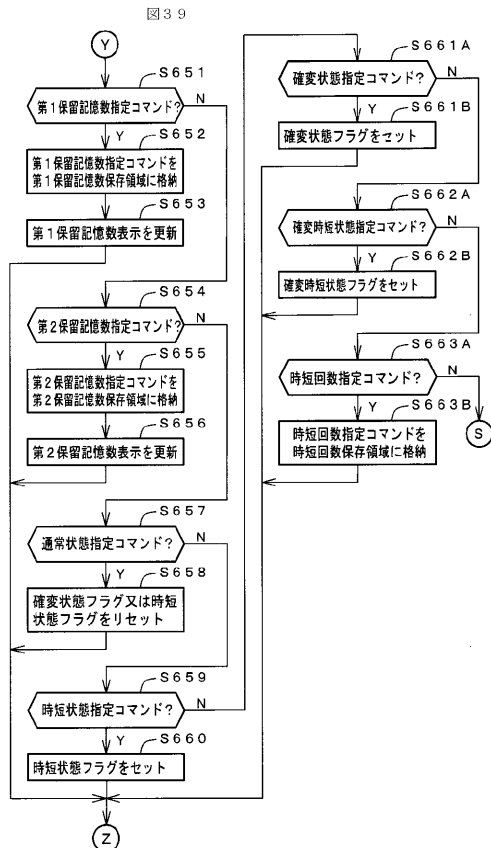 図39
Y
S651
第1保留記憶数指定コマンド?
N
Y
S652
第1保留記憶数指定コマンドを
第1保留記憶数保存領域に格納
S653
第1保留記憶数表示を更新
S654
第2保留記憶数指定コマンド?
N
Y
S655
第2保留記憶数指定コマンドを
第2保留記憶数保存領域に格納
S656
第2保留記憶数表示を更新
S657
通常状態指定コマンド?
N
Y
S658
確変状態フラグ又は時短
状態フラグをリセット
S659
時短状態指定コマンド?
N
Y
S660
時短状態フラグをセット
Z
S661A
確変状態指定コマンド?
N
Y
S661B
確変状態フラグをセット
S662A
確変時短状態指定コマンド?
N
Y
S662B
確変時短状態フラグをセット
S663A
時短回数指定コマンド?
N
Y
S663B
時短回数指定コマンドを
時短回数保存領域に格納
S